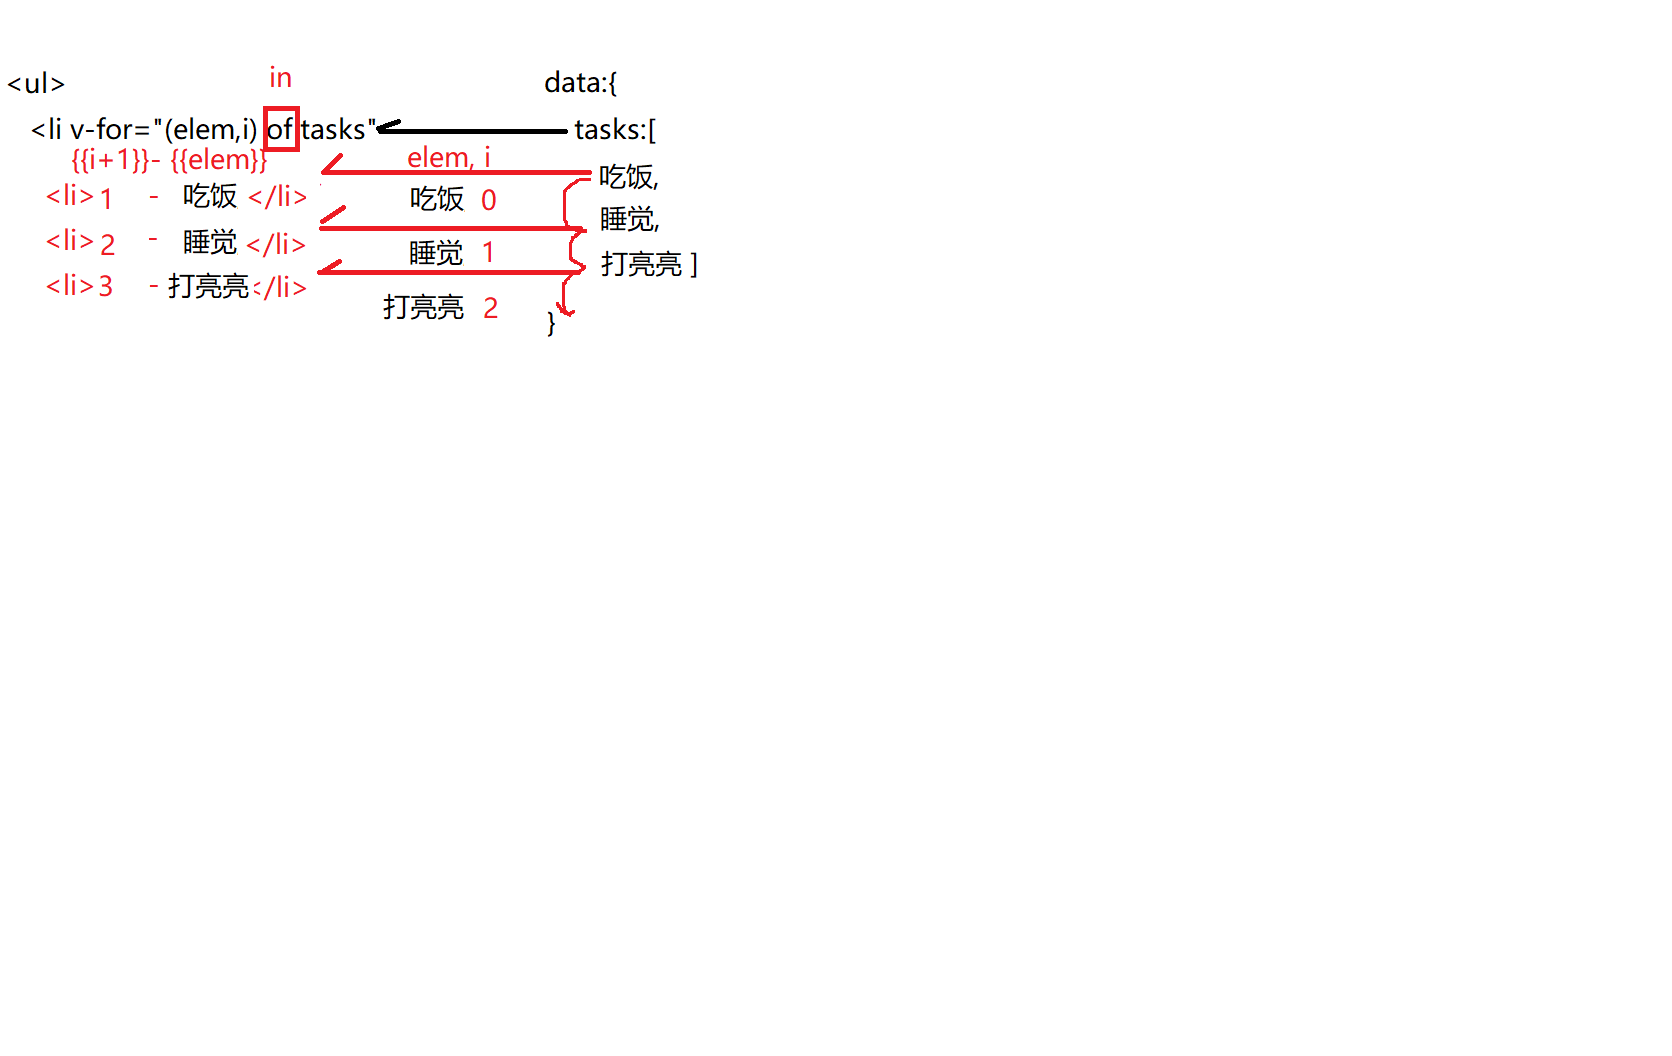 in
<ul> data:{
<li v-for="(elem,i) of tasks" tasks:[
{{i+1}}- {{elem}} elem, i 吃饭,
<li> 1 - 吃饭 </li> 吃饭 0
睡觉,
<li> 2 - 睡觉 </li> 睡觉 1
打亮亮 ]
<li> 3 - 打亮亮 </li>
打亮亮 2
}